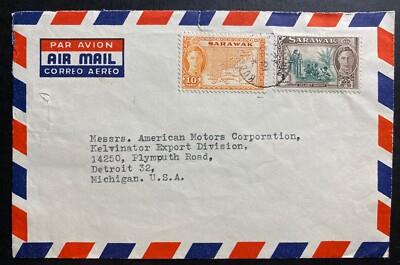 PAR AVION
AIR MAIL
CORREO AEREO
SARAWAK
10c
SARAWAK
Messrs. American Motors Corporation,
Kelvinator Export Division,
14250, Plymouth Road,
Detroit 32,
Michigan. U.S.A.